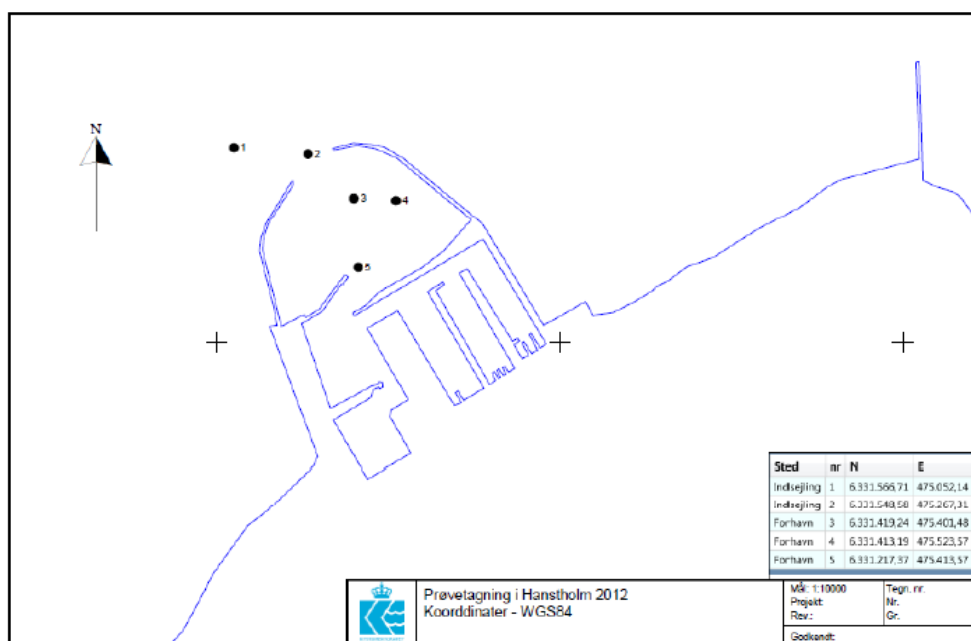 N
1
2
3
4
5
Sted nr N E
Indsejling 1 6.331.566,71 475.052,14
Indsejling 2 6.331.548,58 475.267,31
Forhavn 3 6.331.419,24 475.401,48
Forhavn 4 6.331.413,19 475.523,57
Forhavn 5 6.331.217,37 475.413,57
Prøvetagning i Hanstholm 2012
Koorddinater - WGS84
Mål: 1:10000
Projekt:
Rev.:
Tegn. nr.
Nr.
Gr.
Godkendt: